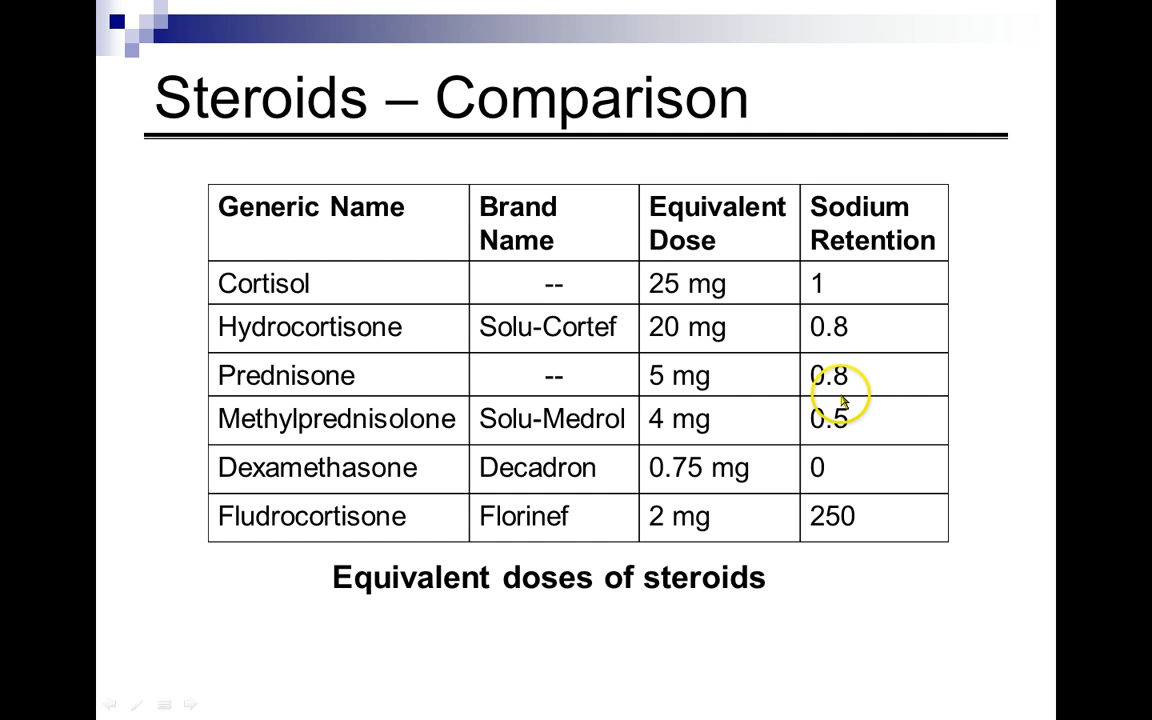 Steroids – Comparison
Generic Name Brand Name Equivalent Dose Sodium Retention
Cortisol -- 25 mg 1
Hydrocortisone Solu-Cortef 20 mg 0.8
Prednisone -- 5 mg 0.8
Methylprednisolone Solu-Medrol 4 mg 0.5
Dexamethasone Decadron 0.75 mg 0
Fludrocortisone Florinef 2 mg 250
Equivalent doses of steroids